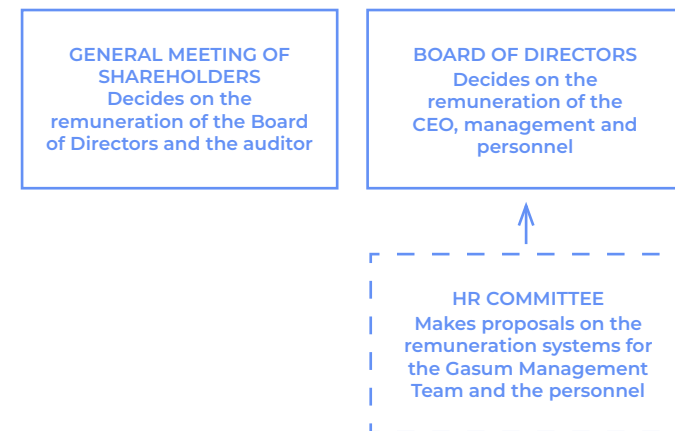 GENERAL MEETING OF
SHAREHOLDERS
Decides on the
remuneration of the Board
of Directors and the auditor
BOARD OF DIRECTORS
Decides on the
remuneration of the
CEO, management and
personnel
HR COMMITTEE
Makes proposals on the
remuneration systems for
the Gasum Management
Team and the personnel